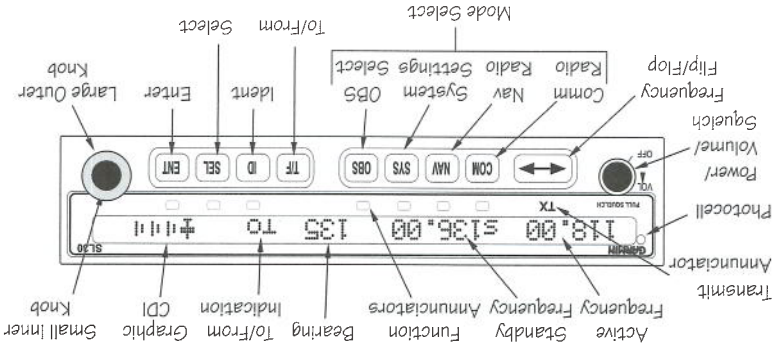 Transmit
Annunciator
Active
Frequency
Standby
Frequency
Function
Annunciators
Bearing
To/From
Indication
Graphic
CDI
Small Inner
Knob
Photocell
GARMIN
SL30
118.00 s136.00 135 TO
TX
PULL SQUELCH
VOL
OFF
COM
NAV
SYS
OBS
T/F
ID
SEL
ENT
Power/
Volume/
Squelch
Frequency
Flip/Flop
Comm
Radio
Nav
Radio
System
Settings
OBS
Select
Mode Select
To/From
Ident
Select
Enter
Large Outer
Knob